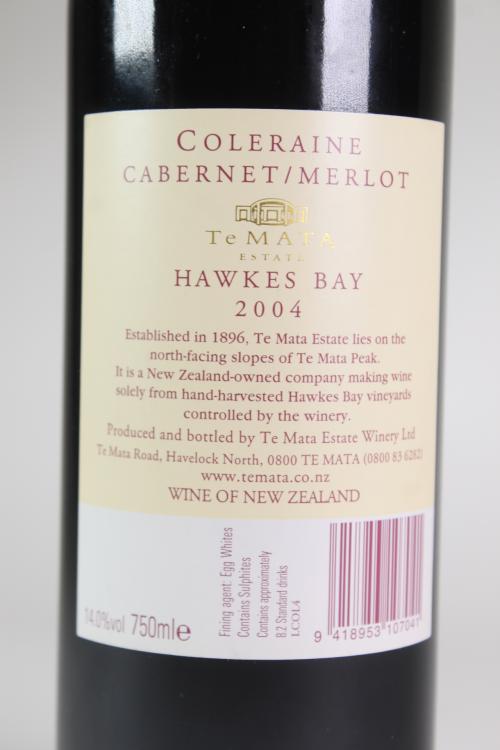 COLERAINE
CABERNET/MERLOT
TE MATA
ESTATE
HAWKES BAY
2004
Established in 1896, Te Mata Estate lies on the
north-facing slopes of Te Mata Peak.
It is a New Zealand-owned company making wine
solely from hand-harvested Hawkes Bay vineyards
controlled by the winery.
Produced and bottled by Te Mata Estate Winery Ltd
Te Mata Road, Havelock North, 0800 TE MATA (0800 83 6282)
www.temata.co.nz
WINE OF NEW ZEALAND
14.0%vol 750ml℮
Fining agent: Egg Whites
Contains Sulphites
Contains approximately
8.2 Standard drinks
LCOL4
9 418953 107041